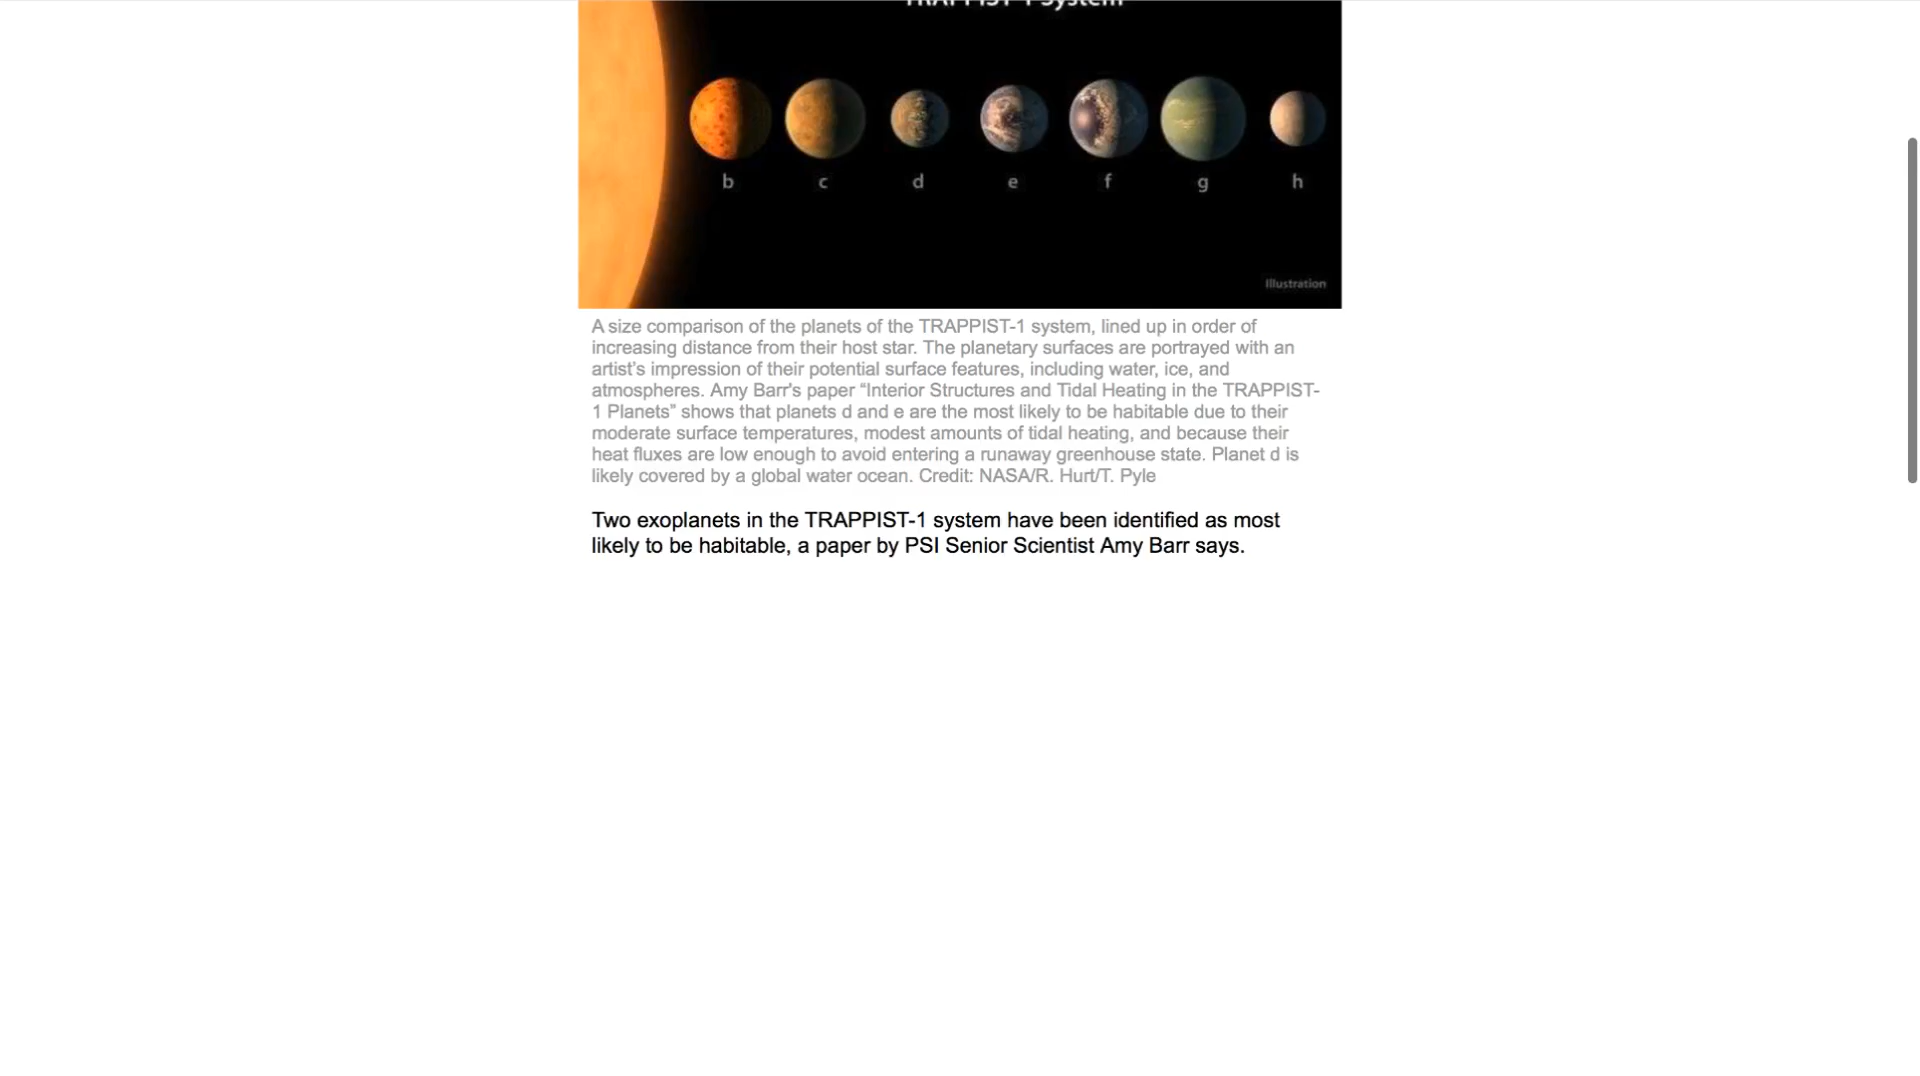 TRAPPIST-1 System
b c d e f g h
Illustration
A size comparison of the planets of the TRAPPIST-1 system, lined up in order of
increasing distance from their host star. The planetary surfaces are portrayed with an
artist's impression of their potential surface features, including water, ice, and
atmospheres. Amy Barr's paper “Interior Structures and Tidal Heating in the TRAPPIST-
1 Planets” shows that planets d and e are the most likely to be habitable due to their
moderate surface temperatures, modest amounts of tidal heating, and because their
heat fluxes are low enough to avoid entering a runaway greenhouse state. Planet d is
likely covered by a global water ocean. Credit: NASA/R. Hurt/T. Pyle
Two exoplanets in the TRAPPIST-1 system have been identified as most
likely to be habitable, a paper by PSI Senior Scientist Amy Barr says.